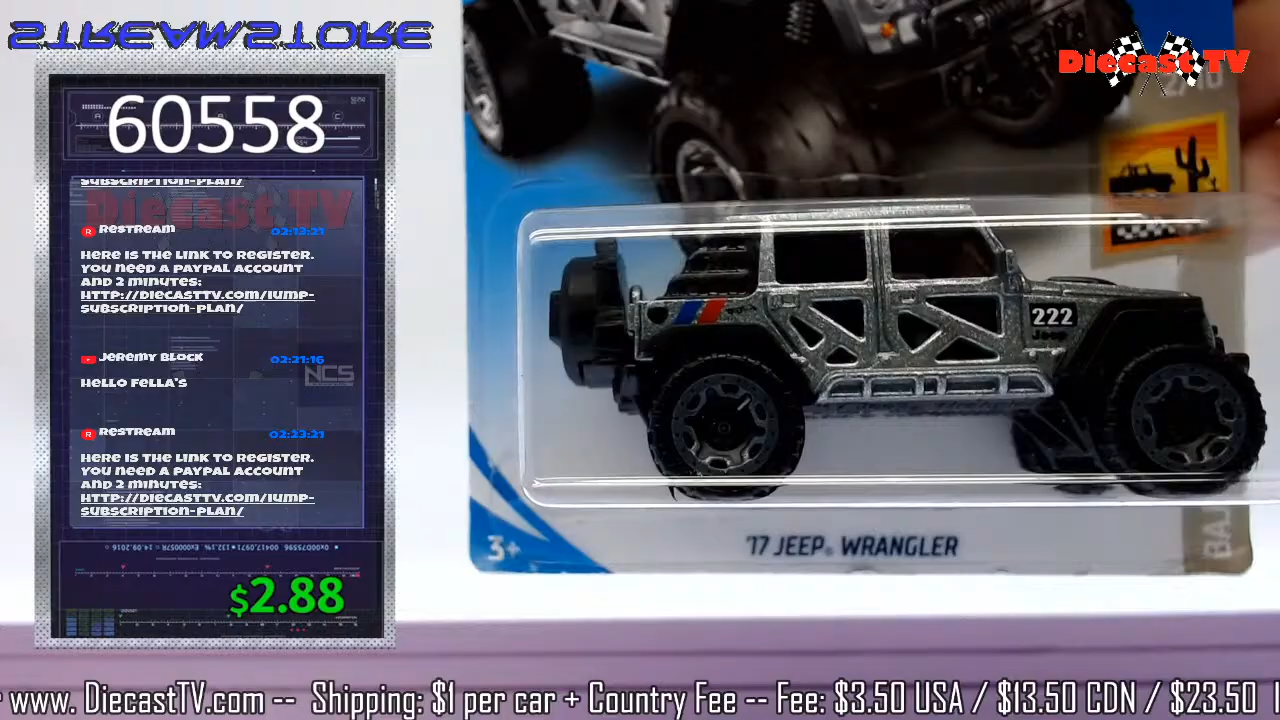 STREAMSTORE
Diecast TV
60558
SUBSCRIPTION-PLAN/
Diecast TV
Restream 02:13:21
Here is the link to register.
You need a PayPal account
and 2 minutes:
http://diecasttv.com/iump-
subscription-plan/
Jeremy Block 02:21:16
Hello fella's
NCS
Restream 02:23:21
Here is the link to register.
You need a PayPal account
and 2 minutes:
http://diecasttv.com/iump-
subscription-plan/
$2.88
222
3+
'17 JEEP® WRANGLER
BAJ
www. DiecastTV.com -- Shipping: $1 per car + Country Fee -- Fee: $3.50 USA / $13.50 CDN / $23.50